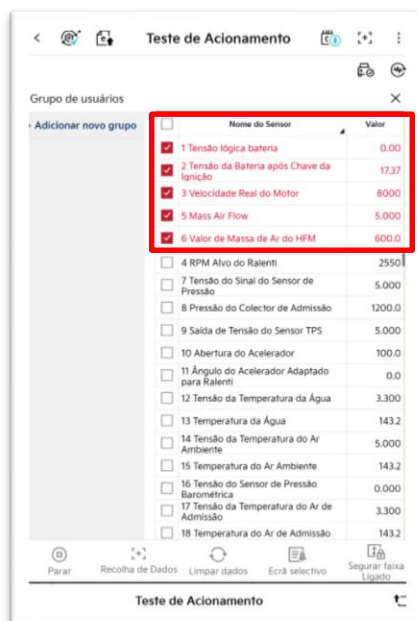 Teste de Acionamento
Grupo de usuários
Adicionar novo grupo
Nome do Sensor Valor
1 Tensão lógica bateria 0.00
2 Tensão da Bateria após Chave da
Ignição 17.37
3 Velocidade Real do Motor 8000
5 Mass Air Flow 5.000
6 Valor de Massa de Ar do HFM 600.0
4 RPM Alvo do Ralenti 2550
7 Tensão do Sinal do Sensor de
Pressão 5.000
8 Pressão do Colector de Admissão 1200.0
9 Saída de Tensão do Sensor TPS 5.000
10 Abertura do Acelerador 100.0
11 Ângulo do Acelerador Adaptado
para Ralenti 0.0
12 Tensão da Temperatura da Água 3.300
13 Temperatura da Água 143.2
14 Tensão da Temperatura do Ar
Ambiente 5.000
15 Temperatura do Ar Ambiente 143.2
16 Tensão do Sensor de Pressão
Barométrica 0.000
17 Tensão da Temperatura do Ar de
Admissão 3.300
18 Temperatura do Ar de Admissão 143.2
Parar Recolha de Dados Limpar dados Ecrã selectivo Segurar faixa
Ligado
Teste de Acionamento